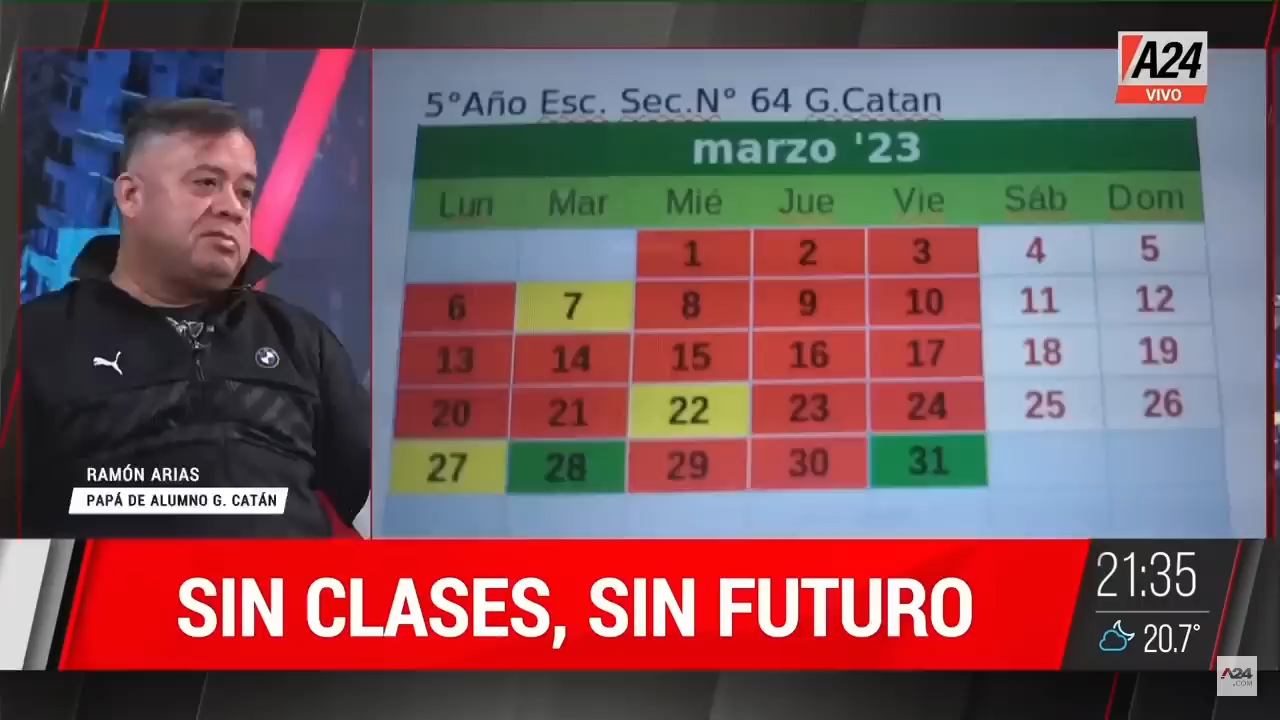 A24
VIVO
5°Año Esc. Sec.N° 64 G.Catan
marzo '23
Lun Mar Mié Jue Vie Sáb Dom
1 2 3 4 5
6 7 8 9 10 11 12
13 14 15 16 17 18 19
20 21 22 23 24 25 26
27 28 29 30 31
RAMÓN ARIAS
PAPÁ DE ALUMNO G. CATÁN
SIN CLASES, SIN FUTURO
21:35
20.7°
A24
.COM